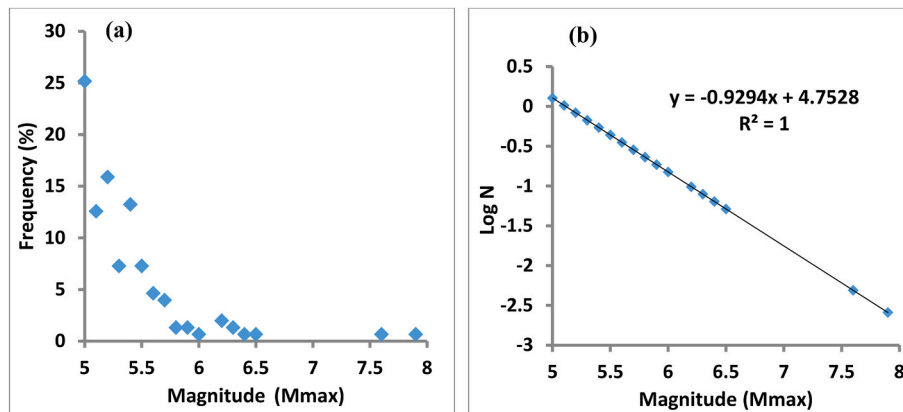 (a)
30
25
20
15
10
5
0
Frequency (%)
5 5.5 6 6.5 7 7.5 8
Magnitude (Mmax)
(b)
y = -0.9294x + 4.7528
R² = 1
0.5
0
-0.5
-1
-1.5
-2
-2.5
-3
Log N
5 5.5 6 6.5 7 7.5 8
Magnitude (Mmax)